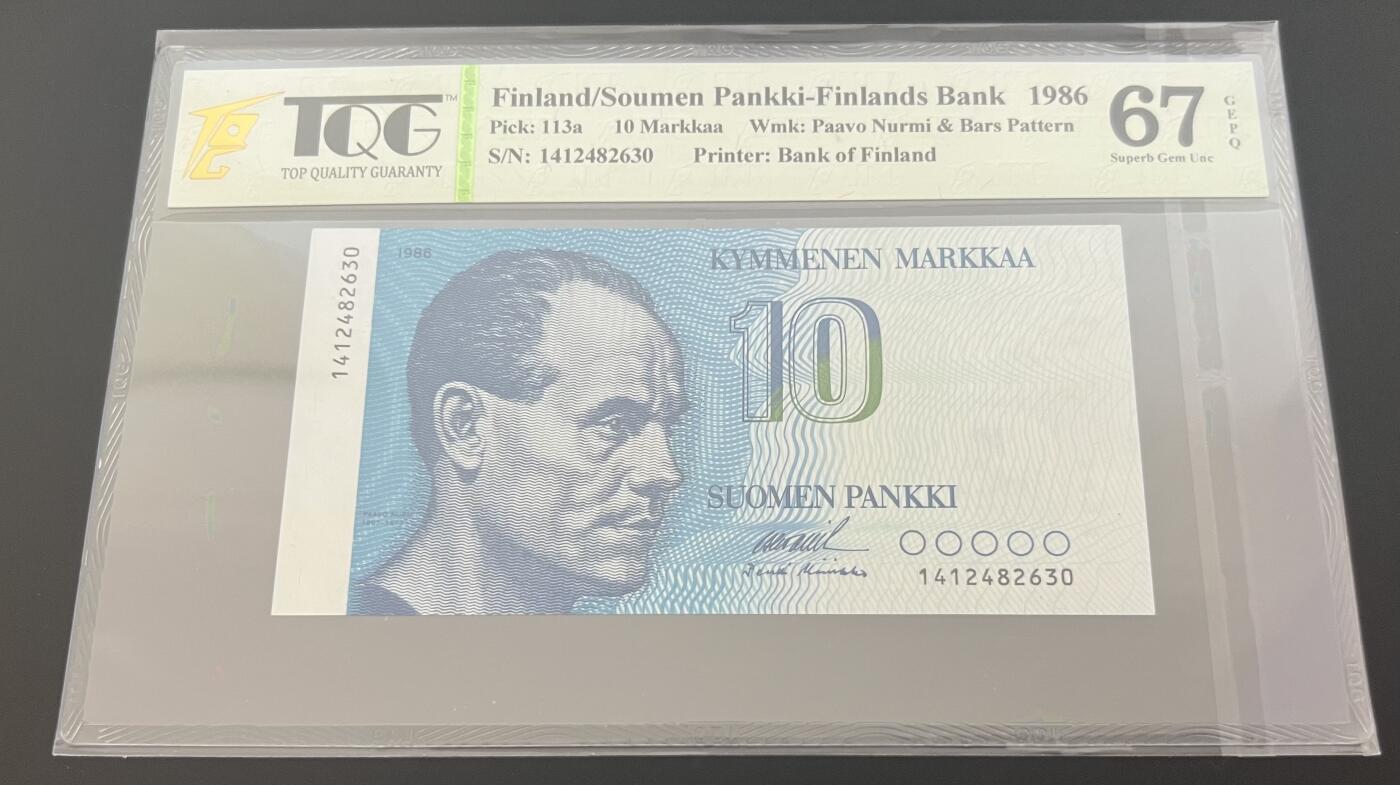 TQG™
TOP QUALITY GUARANTY
Finland/Soumen Pankki-Finlands Bank 1986
Pick: 113a 10 Markkaa Wmk: Paavo Nurmi & Bars Pattern
S/N: 1412482630 Printer: Bank of Finland
67
Superb Gem Unc
GEPQ
1412482630
1986
KYMMENEN MARKKAA
10
SUOMEN PANKKI
1412482630